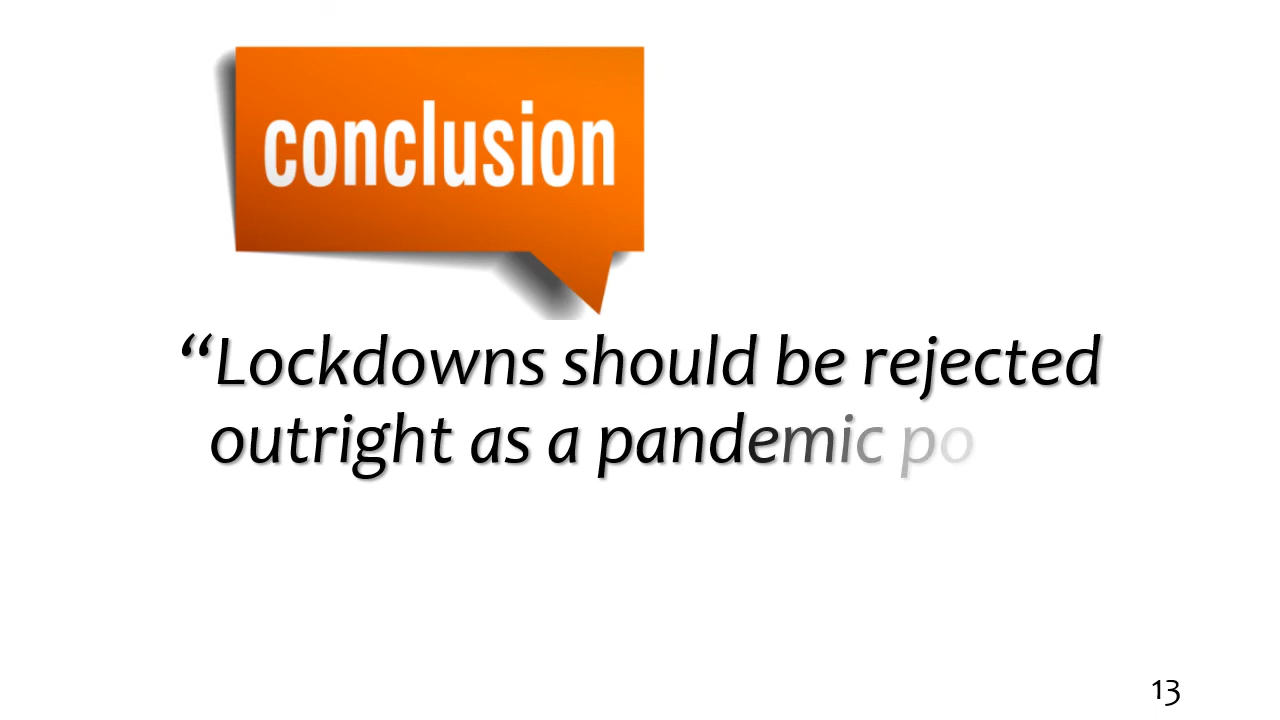 conclusion
“Lockdowns should be rejected
outright as a pandemic po
13